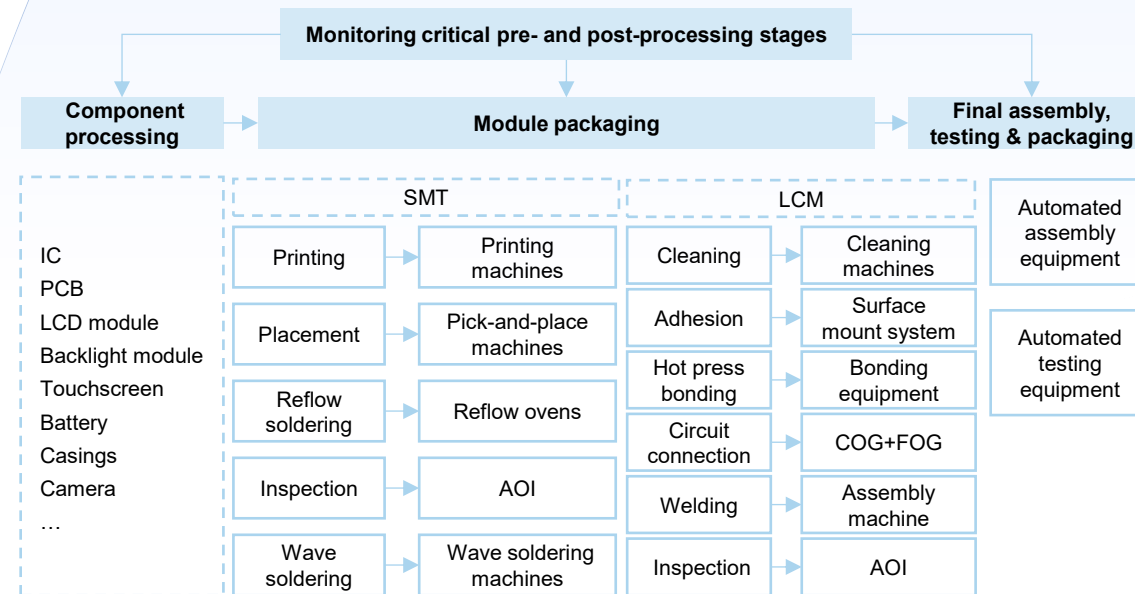 Monitoring critical pre- and post-processing stages
Component
processing
Module packaging
Final assembly,
testing & packaging
IC
PCB
LCD module
Backlight module
Touchscreen
Battery
Casings
Camera
…
SMT
Printing
Printing
machines
Placement
Pick-and-place
machines
Reflow
soldering
Reflow ovens
Inspection
AOI
Wave
soldering
Wave soldering
machines
LCM
Cleaning
Cleaning
machines
Adhesion
Surface
mount system
Hot press
bonding
Bonding
equipment
Circuit
connection
COG+FOG
Welding
Assembly
machine
Inspection
AOI
Automated
assembly
equipment
Automated
testing
equipment